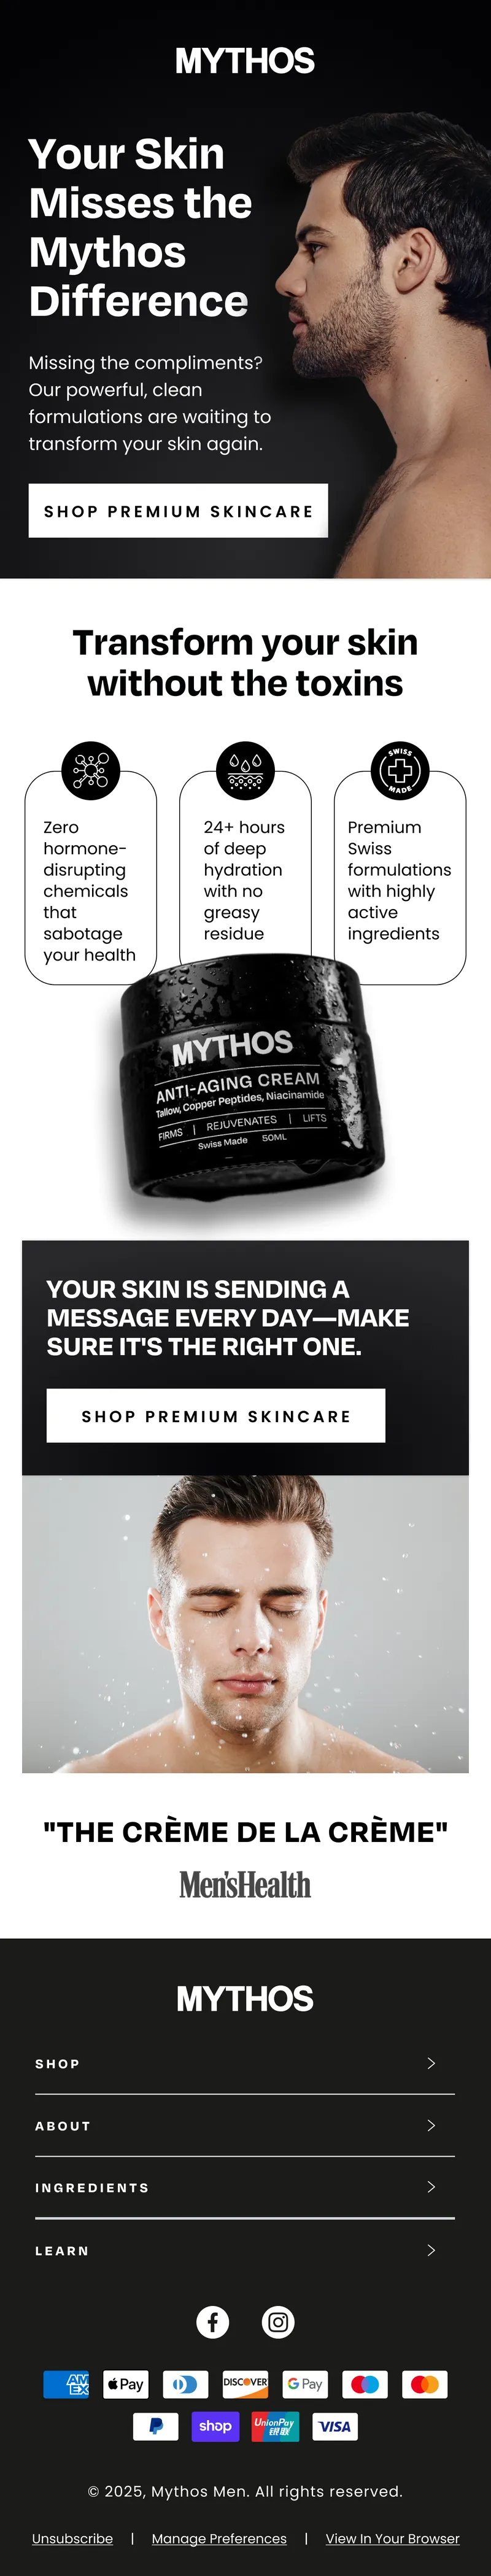 MYTHOS
Your Skin
Misses the
Mythos
Difference
Missing the compliments?
Our powerful, clean
formulations are waiting to
transform your skin again.
SHOP PREMIUM SKINCARE
Transform your skin
without the toxins
Zero
hormone-
disrupting
chemicals
that
sabotage
your health
24+ hours
of deep
hydration
with no
greasy
residue
SWISS
MADE
Premium
Swiss
formulations
with highly
active
ingredients
MYTHOS
ANTI-AGING CREAM
Tallow, Copper Peptides, Niacinamide
FIRMS | REJUVENATES | LIFTS
Swiss Made 50ML
YOUR SKIN IS SENDING A
MESSAGE EVERY DAY—MAKE
SURE IT'S THE RIGHT ONE.
SHOP PREMIUM SKINCARE
"THE CRÈME DE LA CRÈME"
Men'sHealth
MYTHOS
SHOP
ABOUT
INGREDIENTS
LEARN
AM EX
Pay
DISCOVER
G Pay
shop
UnionPay
银联
VISA
© 2025, Mythos Men. All rights reserved.
Unsubscribe | Manage Preferences | View In Your Browser